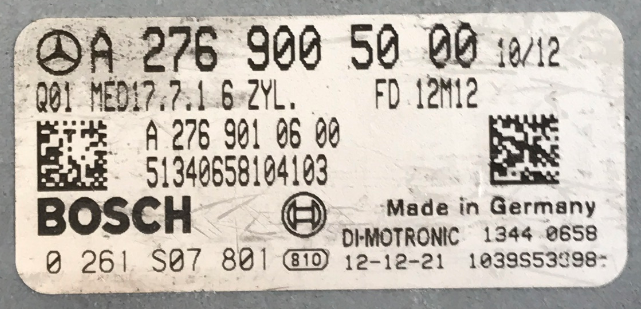 A 276 900 50 00 10/12
Q01 MED17.7.1 6 ZYL. FD 12M12
A 276 901 06 00
51340658104103
BOSCH
Made in Germany
DI-MOTRONIC 1344 0658
0 261 S07 801 810 12-12-21